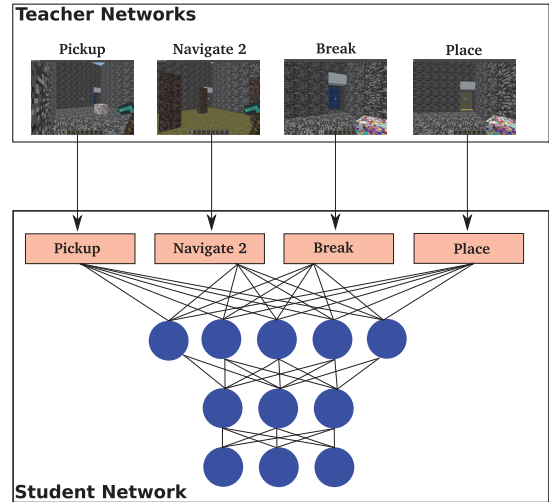 Teacher Networks
Pickup
Navigate 2
Break
Place
Pickup
Navigate 2
Break
Place
Student Network